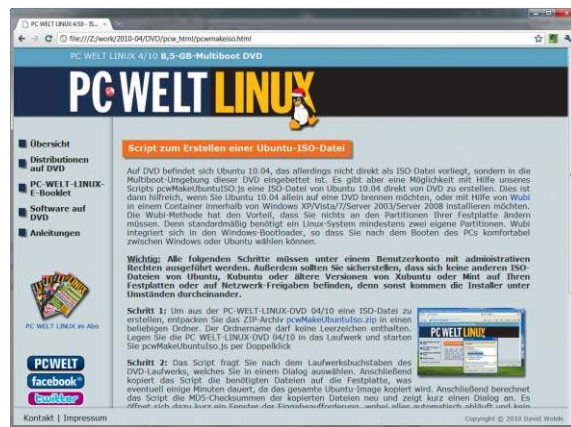 PC WELT LINUX 4/10 - 8...
file:///Z:/work/2010-04/DVD/pcw_html/pcwmakeiso.html
PC WELT LINUX 4/10 8,5-GB-Multiboot DVD
PC WELT LINUX
Übersicht
Distributionen
auf DVD
PC-WELT-LINUX-
E-Booklet
Software auf
DVD
Anleitungen
PC WELT LINUX im Abo
PCWELT
facebook
twitter
Script zum Erstellen einer Ubuntu-ISO-Datei
Auf DVD befindet sich Ubuntu 10.04, das allerdings nicht direkt als ISO-Datei vorliegt, sondern in die
Multiboot-Umgebung dieser DVD eingebettet ist. Es gibt aber eine Möglichkeit mit Hilfe unseres
Scripts pcwMakeUbuntuISO.js eine ISO-Datei von Ubuntu 10.04 direkt von DVD zu erstellen. Dies ist
dann hilfreich, wenn Sie Ubuntu 10.04 allein auf eine DVD brennen möchten, oder mit Hilfe von Wubi
in einem Container innerhalb von Windows XP/Vista/7/Server 2003/Server 2008 installieren möchten.
Die Wubi-Methode hat den Vorteil, dass Sie nichts an den Partitionen Ihrer Festplatte ändern
müssen. Denn standardmäßig benötigt ein Linux-System mindestens zwei eigene Partitionen. Wubi
integriert sich in den Windows-Bootloader, so dass Sie nach dem Booten des PCs komfortabel
zwischen Windows oder Ubuntu wählen können.
Wichtig: Alle folgenden Schritte müssen unter einem Benutzerkonto mit administrativen
Rechten ausgeführt werden. Außerdem sollten Sie sicherstellen, dass sich keine anderen ISO-
Dateien von Ubuntu, Kubuntu oder ältere Versionen von Xubuntu oder Mint auf Ihren
Festplatten oder auf Netzwerk-Freigaben befinden, denn sonst kommen die Installer unter
Umständen durcheinander.
Schritt 1: Um aus der PC-WELT-LINUX-DVD 04/10 eine ISO-Datei zu
erstellen, entpacken Sie das ZIP-Archiv pcwMakeUbuntuIso.zip in einen
beliebigen Ordner. Der Ordnername darf keine Leerzeichen enthalten.
Legen Sie die PC WELT LINUX-DVD 04/10 in das Laufwerk und starten
Sie pcwMakeUbuntuIso.js per Doppelklick
Schritt 2: Das Script fragt Sie nach dem Laufwerksbuchstaben des
DVD-Laufwerks, welches Sie in einem Dialog auswählen. Anschließend
kopiert das Script die benötigten Dateien auf die Festplatte, was
eventuell einige Minuten dauert, da das gesamte Ubuntu-Image kopiert wird. Anschließend berechnet
das Script die MD5-Checksummen der kopierten Dateien neu und zeigt kurz einen Dialog an. Es
öffnet sich dazu kurz ein Fenster der Eingabeaufforderung, wobei alles automatisch abläuft und kein
Kontakt | Impressum
Copyright © 2010 David Wolski